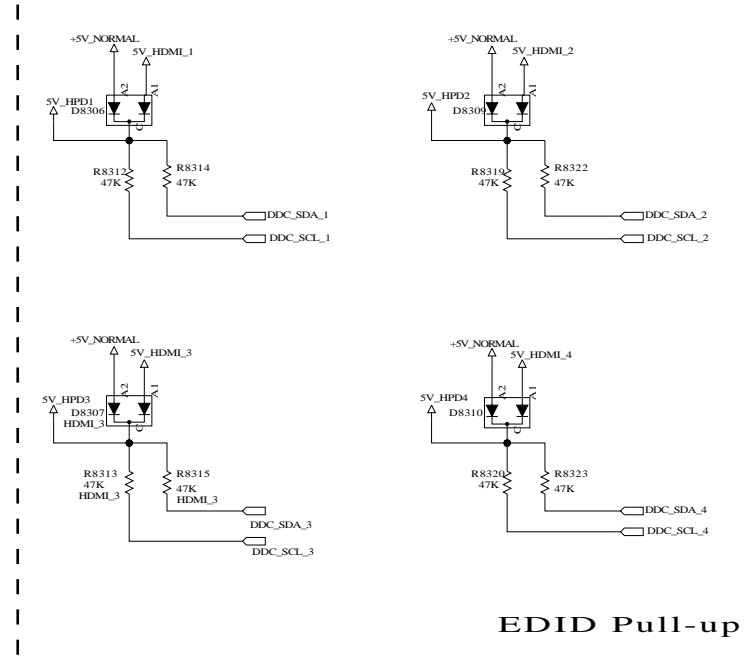 +5V_NORMAL
5V_HDMI_1
A2
A1
5V_HPD1
D8306
C
R8312
47K
R8314
47K
DDC_SDA_1
DDC_SCL_1
+5V_NORMAL
5V_HDMI_2
A2
A1
5V_HPD2
D8309
C
R8319
47K
R8322
47K
DDC_SDA_2
DDC_SCL_2
+5V_NORMAL
5V_HDMI_3
A2
A1
5V_HPD3
D8307
HDMI_3
C
R8313
47K
HDMI_3
R8315
47K
HDMI_3
DDC_SDA_3
DDC_SCL_3
+5V_NORMAL
5V_HDMI_4
A2
A1
5V_HPD4
D8310
C
R8320
47K
R8323
47K
DDC_SDA_4
DDC_SCL_4
EDID Pull-up